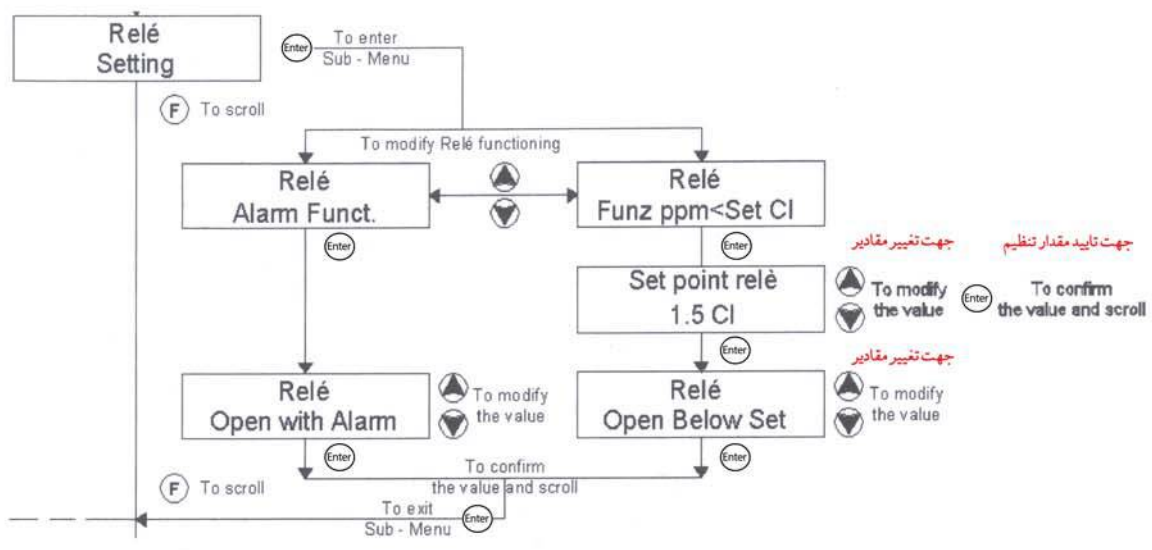 Relé
Setting
Enter
To enter
Sub - Menu
F
To scroll
To modify Relé functioning
Relé
Alarm Funct.
Relé
Funz ppm<Set Cl
Enter
Enter
جهت تغییر مقادیر
جهت تایید مقدار تنظیم
Set point relè
1.5 Cl
To modify
the value
Enter
To confirm
the value and scroll
Enter
جهت تغییر مقادیر
Relé
Open with Alarm
To modify
the value
Relé
Open Below Set
To modify
the value
Enter
Enter
F
To scroll
To confirm
the value and scroll
To exit
Sub - Menu
Enter